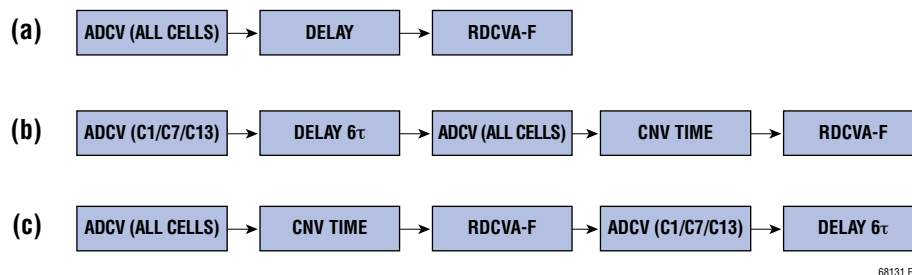 (a) ADCV (ALL CELLS) DELAY RDCVA-F
(b) ADCV (C1/C7/C13) DELAY 6τ ADCV (ALL CELLS) CNV TIME RDCVA-F
(c) ADCV (ALL CELLS) CNV TIME RDCVA-F ADCV (C1/C7/C13) DELAY 6τ
68131 F